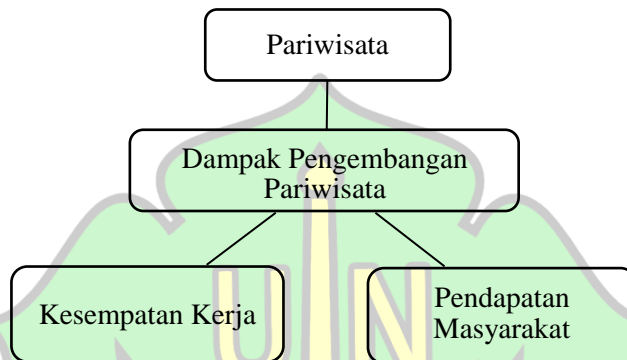 Pariwisata
Dampak Pengembangan
Pariwisata
Kesempatan Kerja
Pendapatan
Masyarakat
UIN